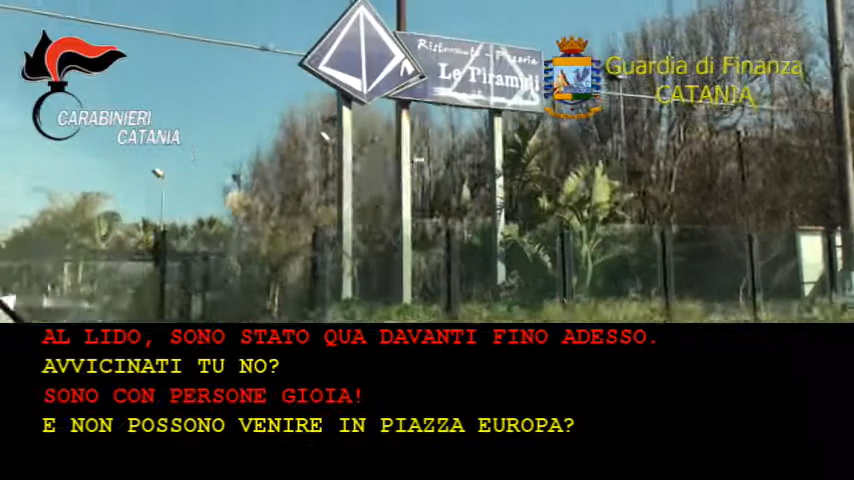 Ristorante - Pizzeria
Le Piramidi
Guardia di Finanza
CATANIA
CARABINIERI
CATANIA
AL LIDO, SONO STATO QUA DAVANTI FINO ADESSO.
AVVICINATI TU NO?
SONO CON PERSONE GIOIA!
E NON POSSONO VENIRE IN PIAZZA EUROPA?